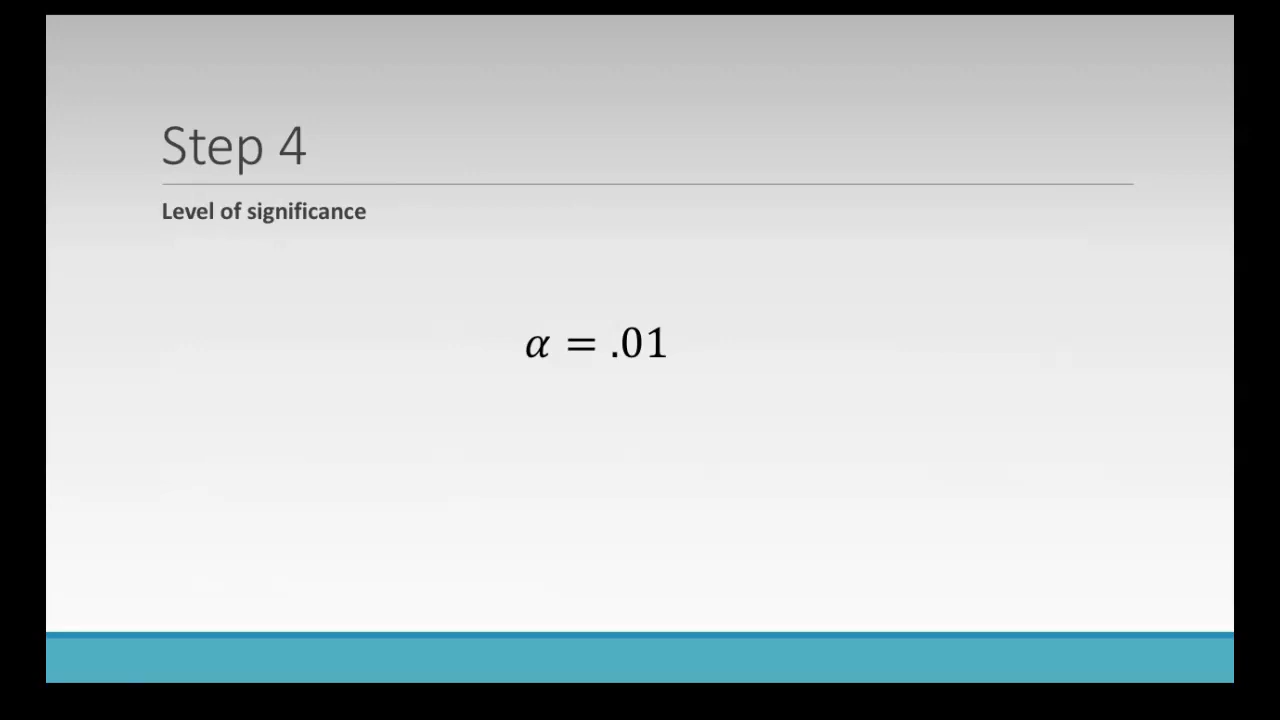 Step 4
Level of significance
𝛼 = .01